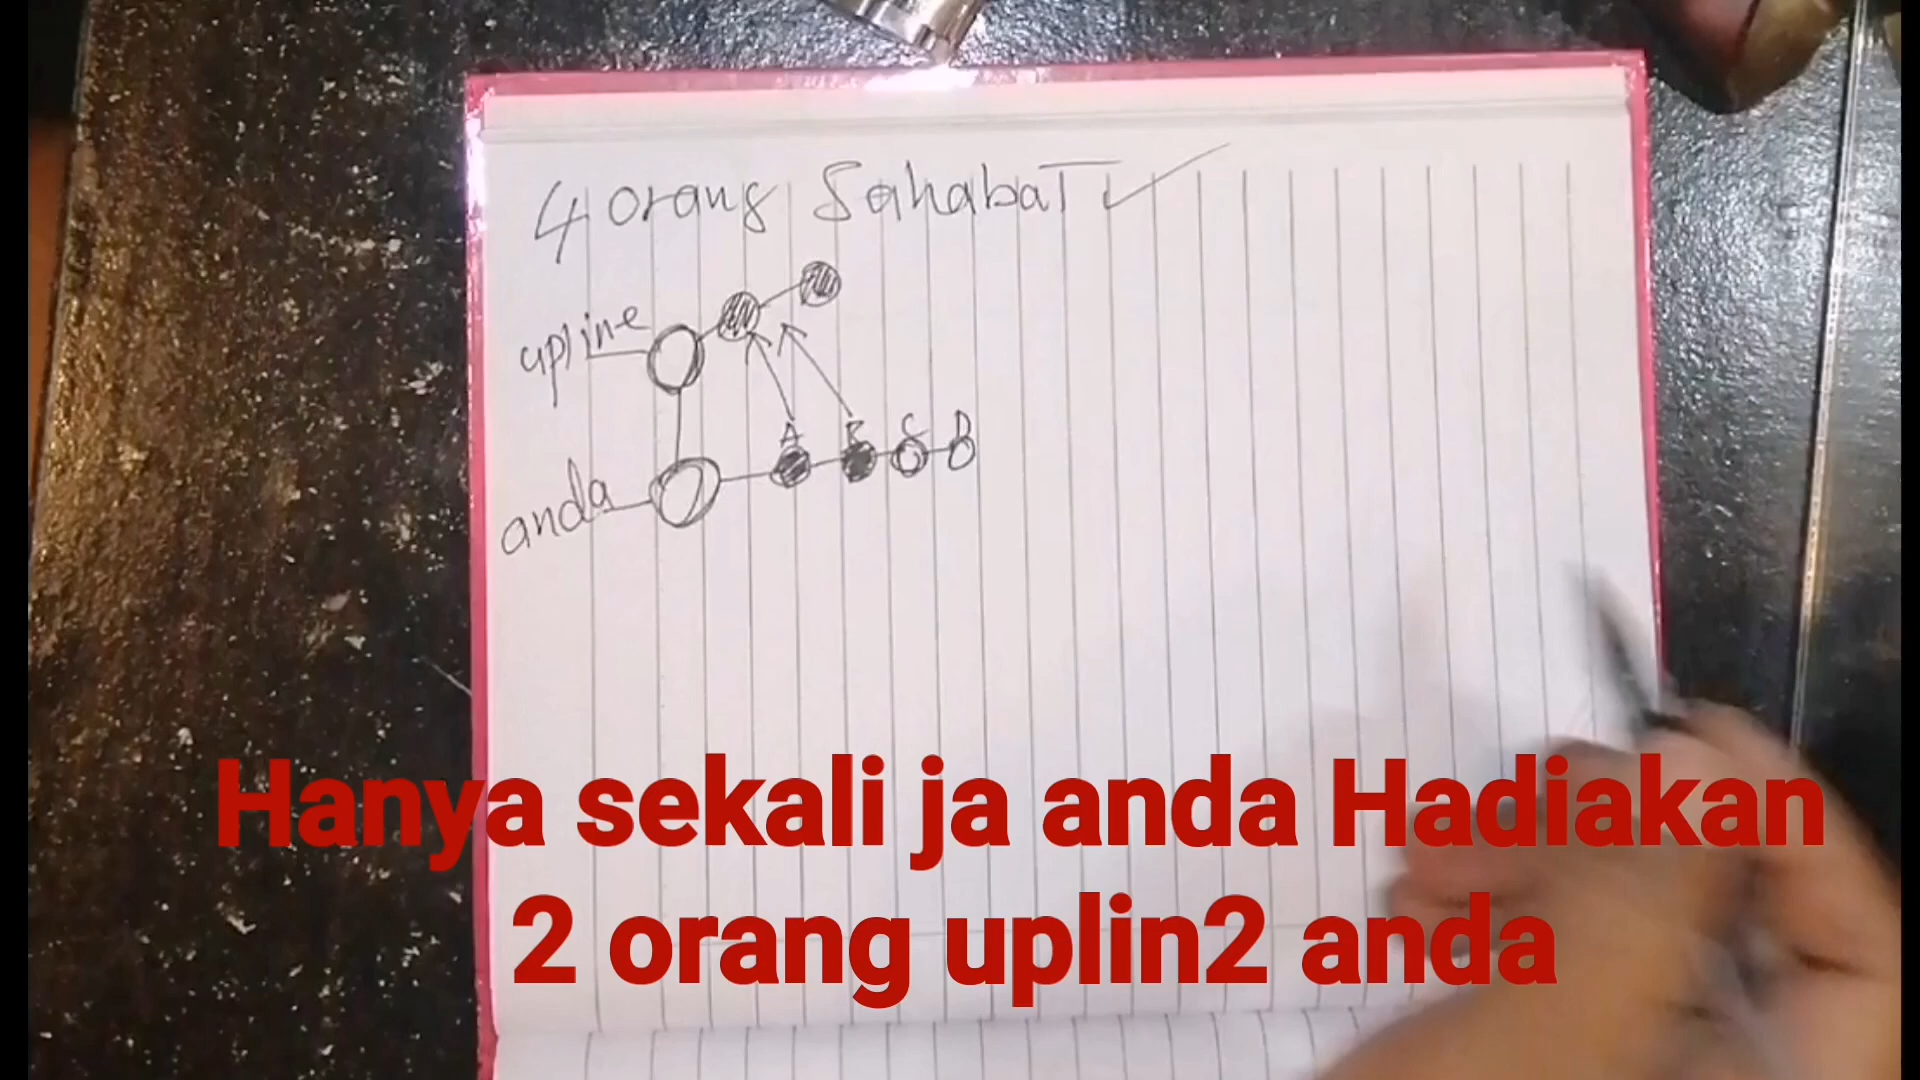 4 orang SahabaT
upline
A B C D
anda
Hanya sekali ja anda Hadiakan
2 orang uplin2 anda